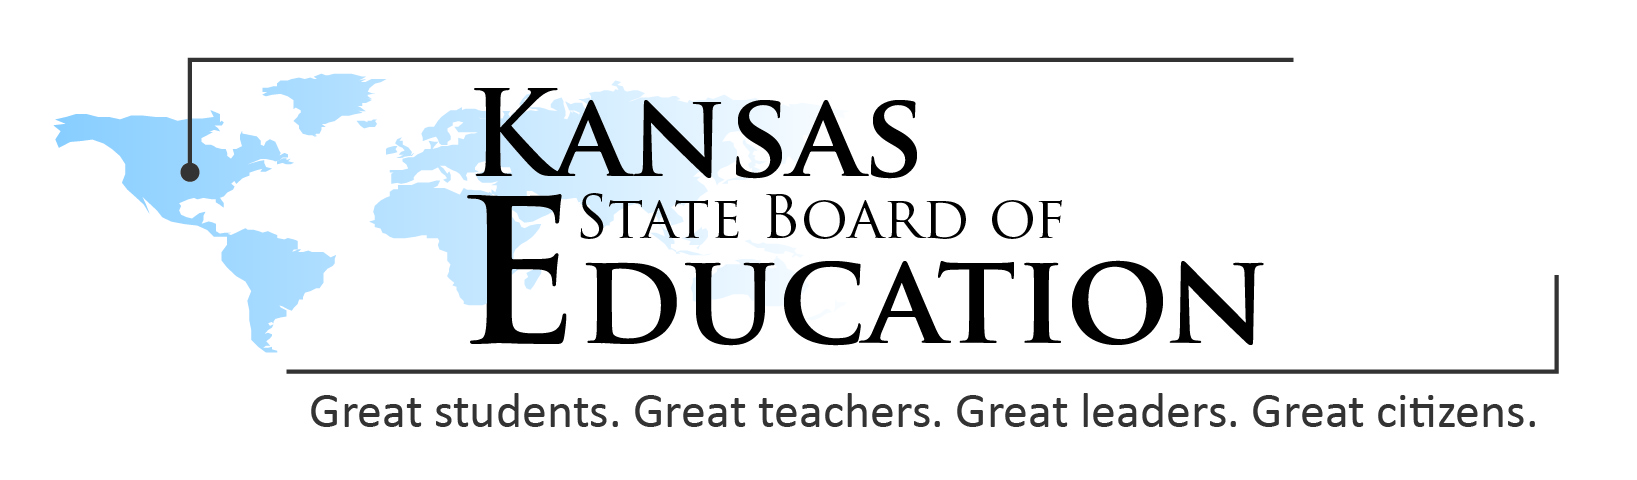 KANSAS
STATE BOARD OF
EDUCATION
Great students. Great teachers. Great leaders. Great citizens.